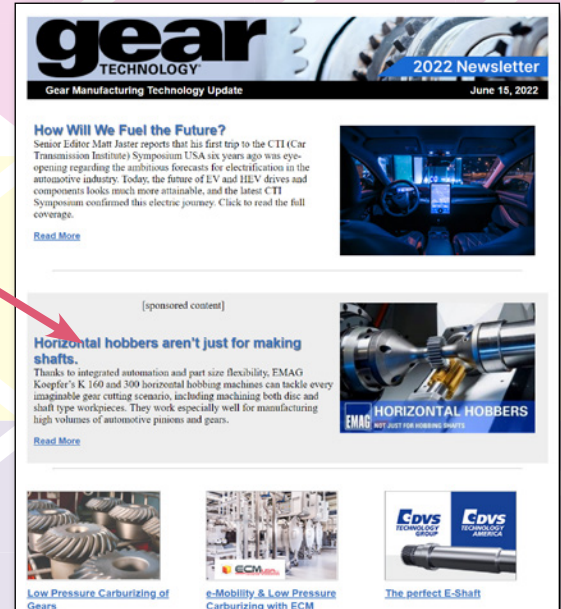 gear
TECHNOLOGY
2022 Newsletter
Gear Manufacturing Technology Update
June 15, 2022
How Will We Fuel the Future?
Senior Editor Matt Jaster reports that his first trip to the CTI (Car
Transmission Institute) Symposium USA six years ago was eye-
opening regarding the ambitious forecasts for electrification in the
automotive industry. Today, the future of EV and HEV drives and
components looks much more attainable, and the latest CTI
Symposium confirmed this electric journey. Click to read the full
coverage.
Read More
[sponsored content]
Horizontal hobbers aren't just for making
shafts.
Thanks to integrated automation and part size flexibility, EMAG
Koepfer's K 160 and 300 horizontal hobbing machines can tackle every
imaginable gear cutting scenario, including machining both disc and
shaft type workpieces. They work especially well for manufacturing
high volumes of automotive pinions and gears.
Read More
EMAG
HORIZONTAL HOBBERS
NOT JUST FOR HOBBING SHAFTS
ECM USA
DVS
TECHNOLOGY
GROUP
DVS
TECHNOLOGY
AMERICA
Low Pressure Carburizing of
Gears
e-Mobility & Low Pressure
Carburizing with ECM
The perfect E-Shaft